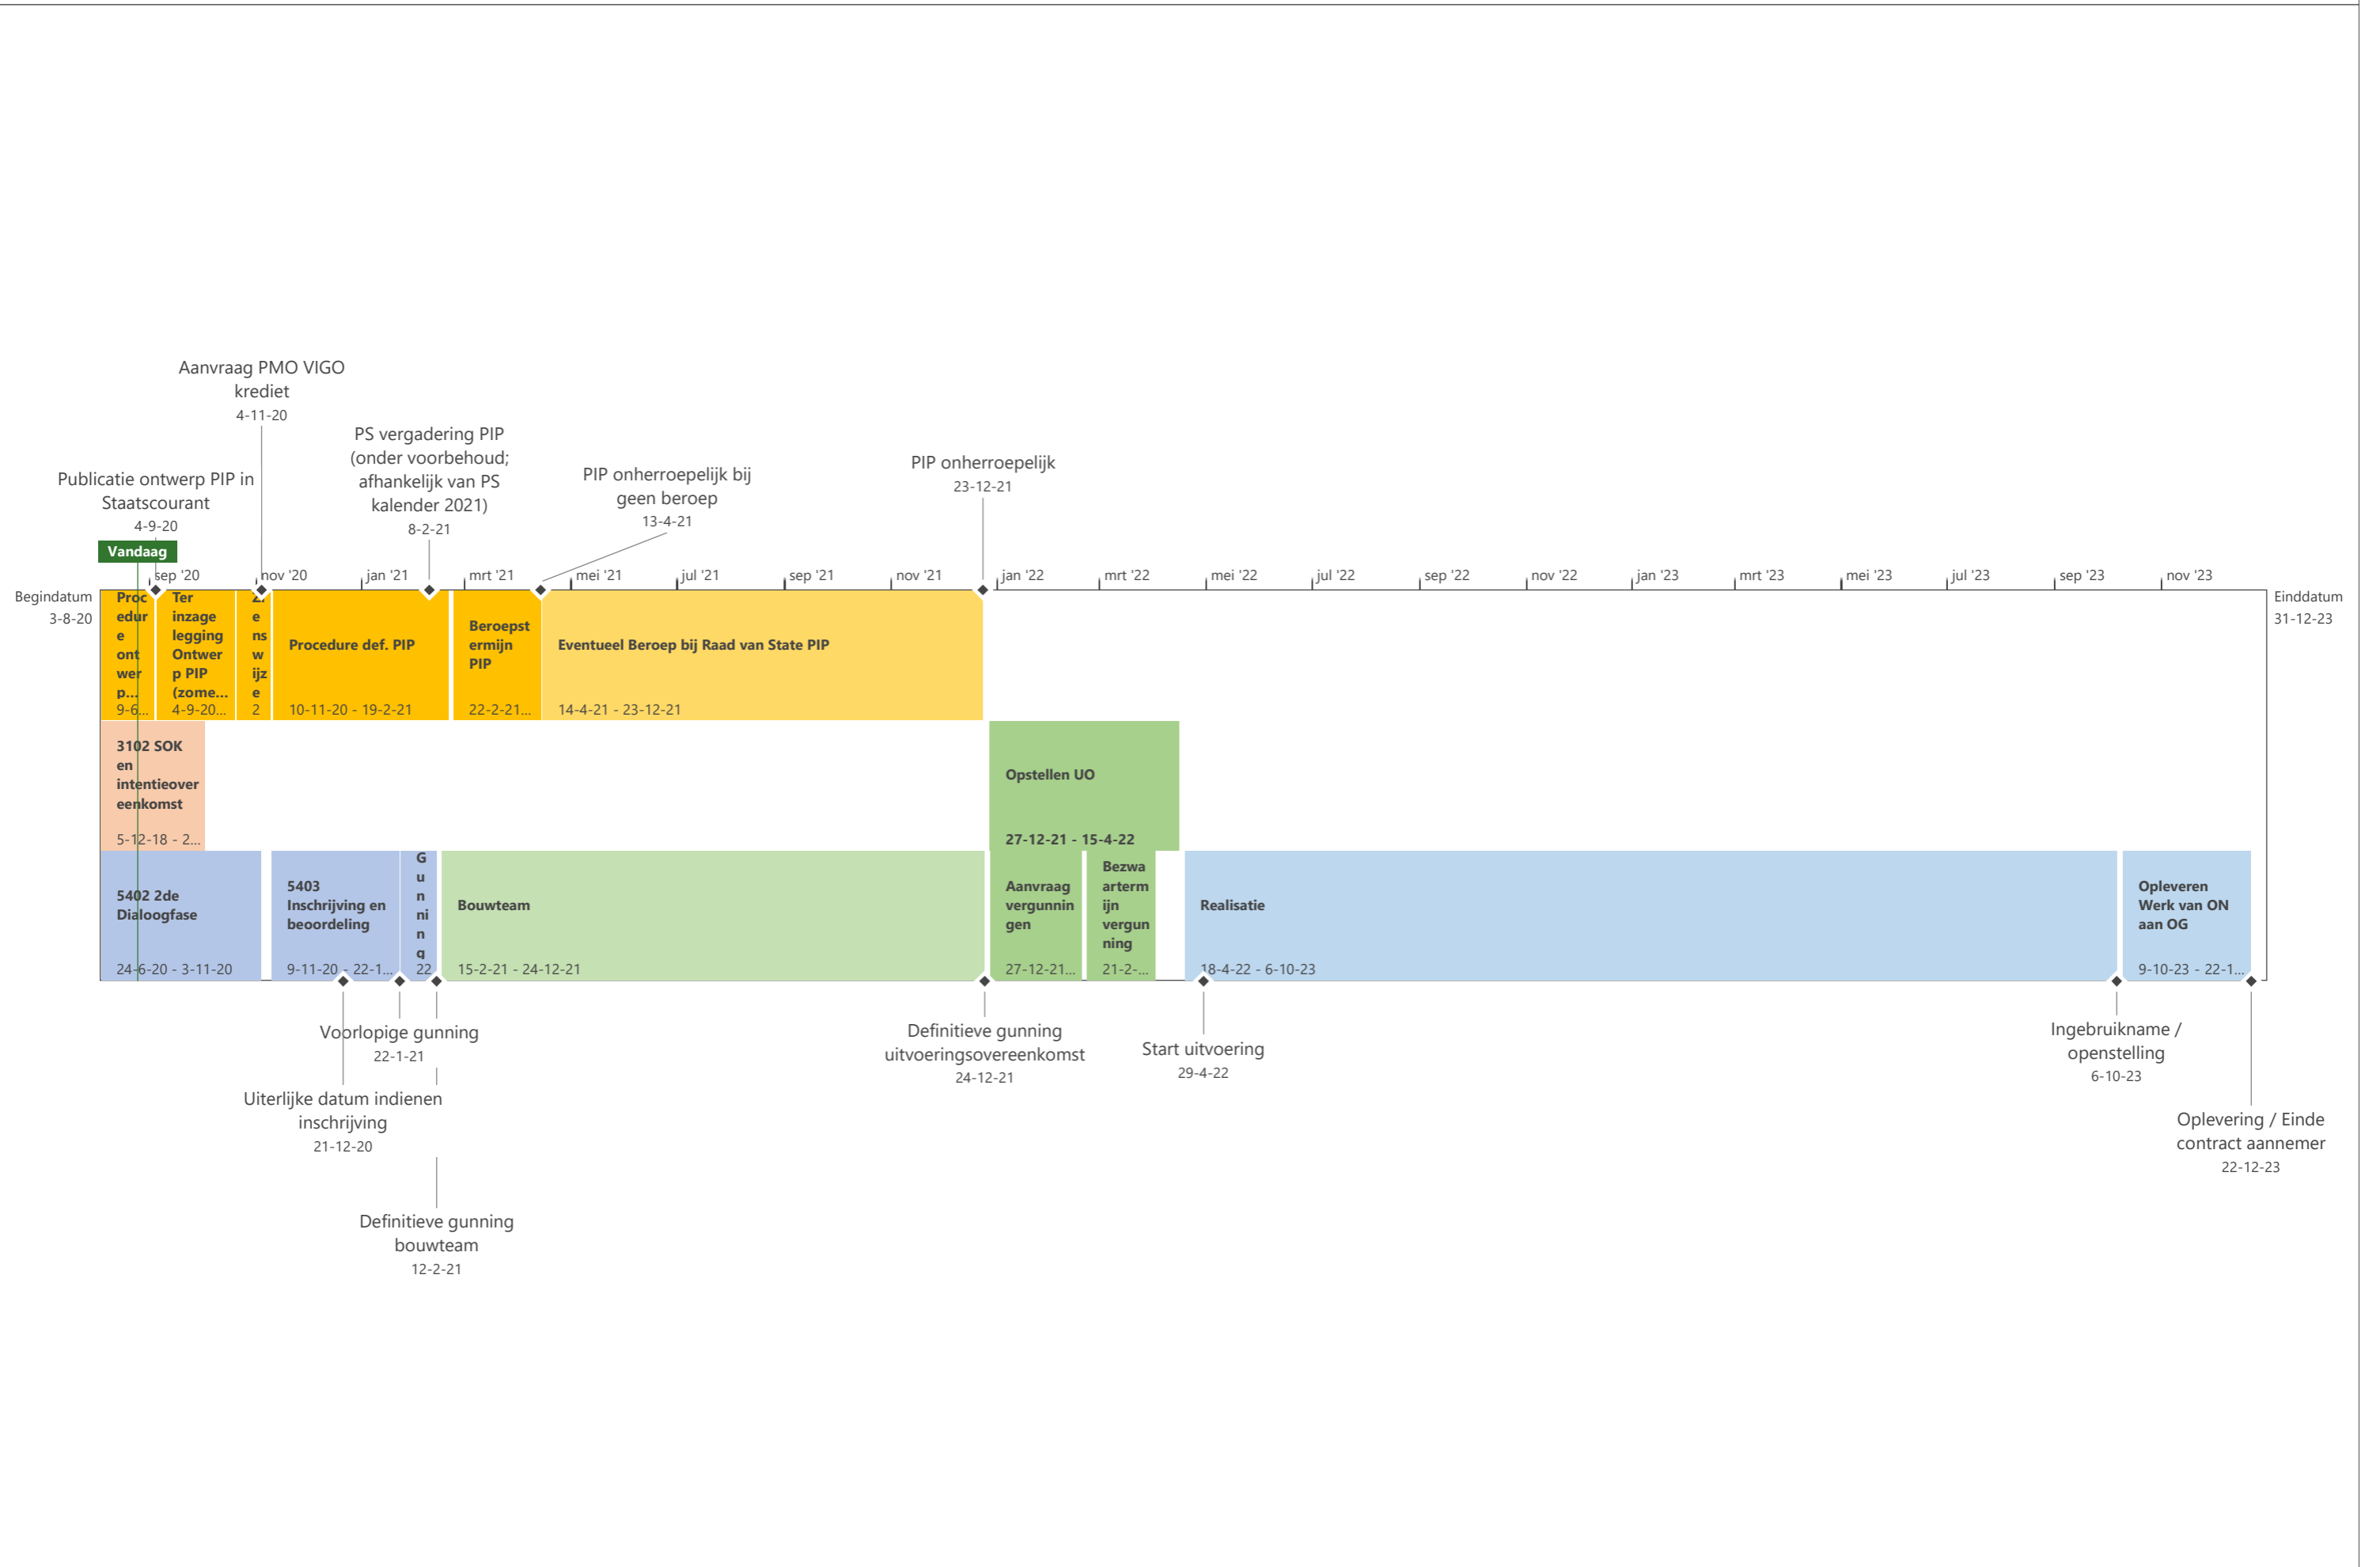 Aanvraag PMO VIGO
krediet
4-11-20
PS vergadering PIP
(onder voorbehoud;
afhankelijk van PS
kalender 2021)
8-2-21
Publicatie ontwerp PIP in
Staatscourant
4-9-20
PIP onherroepelijk bij
geen beroep
13-4-21
PIP onherroepelijk
23-12-21
Vandaag
sep '20
nov '20
jan '21
mrt '21
mei '21
jul '21
sep '21
nov '21
jan '22
mrt '22
mei '22
jul '22
sep '22
nov '22
jan '23
mrt '23
mei '23
jul '23
sep '23
nov '23
Begindatum
3-8-20
Einddatum
31-12-23
Proc
edur
e
ont
wer
p...
9-6...
Ter
inzage
legging
Ontwer
p PIP
(zome...
4-9-20...
Zi
e
ns
w
ijz
e
2
Procedure def. PIP
10-11-20 - 19-2-21
Beroepst
ermijn
PIP
22-2-21...
Eventueel Beroep bij Raad van State PIP
14-4-21 - 23-12-21
3102 SOK
en
intentieover
eenkomst
5-12-18 - 2...
Opstellen UO
27-12-21 - 15-4-22
5402 2de
Dialoogfase
24-6-20 - 3-11-20
5403
Inschrijving en
beoordeling
9-11-20 - 22-1...
G
u
n
ni
n
g
22
Bouwteam
15-2-21 - 24-12-21
Aanvraag
vergunnin
gen
27-12-21...
Bezwa
arterm
ijn
vergun
ning
21-2-...
Realisatie
18-4-22 - 6-10-23
Opleveren
Werk van ON
aan OG
9-10-23 - 22-1...
Voorlopige gunning
22-1-21
Uiterlijke datum indienen
inschrijving
21-12-20
Definitieve gunning
bouwteam
12-2-21
Definitieve gunning
uitvoeringsovereenkomst
24-12-21
Start uitvoering
29-4-22
Ingebruikname /
openstelling
6-10-23
Oplevering / Einde
contract aannemer
22-12-23